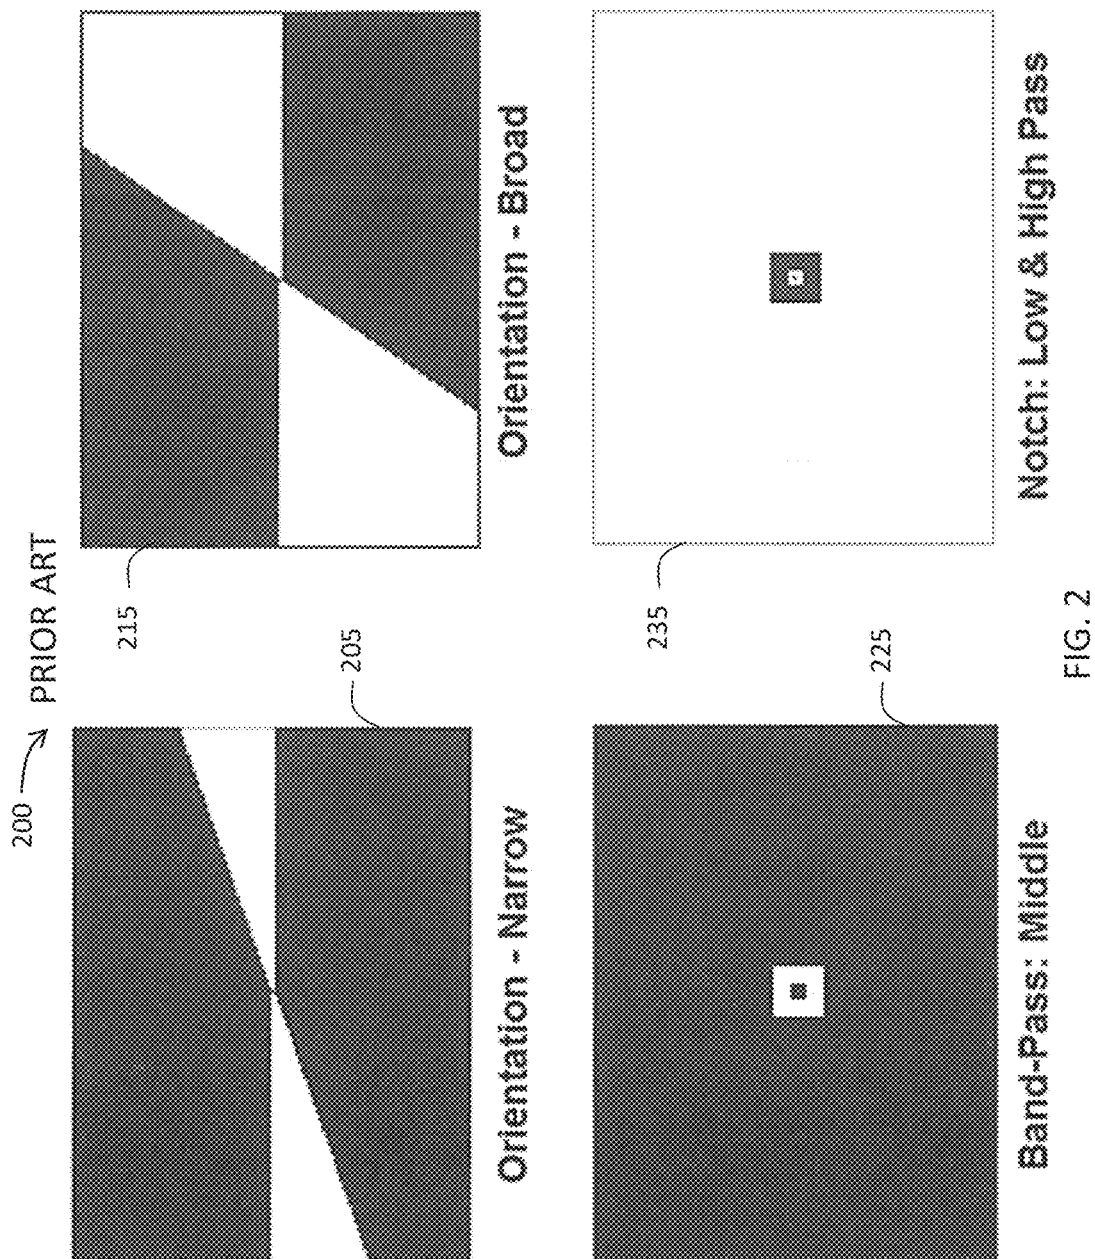 200
PRIOR ART
205
Orientation - Narrow
215
Orientation - Broad
225
Band-Pass: Middle
235
Notch: Low & High Pass
FIG. 2